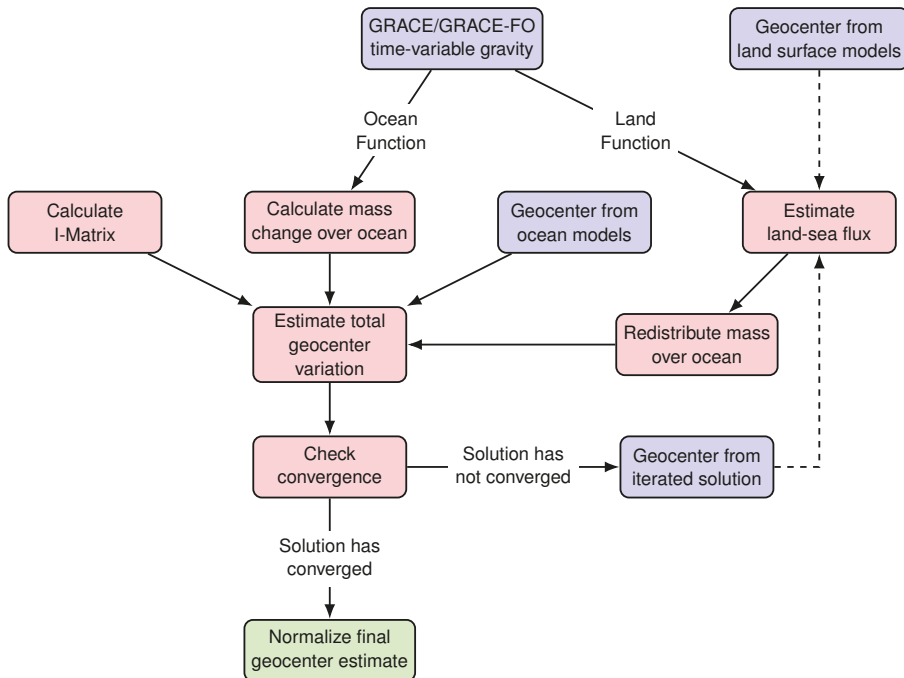 GRACE/GRACE-FO
time-variable gravity
Geocenter from
land surface models
Ocean
Function
Land
Function
Calculate
I-Matrix
Calculate mass
change over ocean
Geocenter from
ocean models
Estimate
land-sea flux
Estimate total
geocenter
variation
Redistribute mass
over ocean
Check
convergence
Solution has
not converged
Geocenter from
iterated solution
Solution has
converged
Normalize final
geocenter estimate